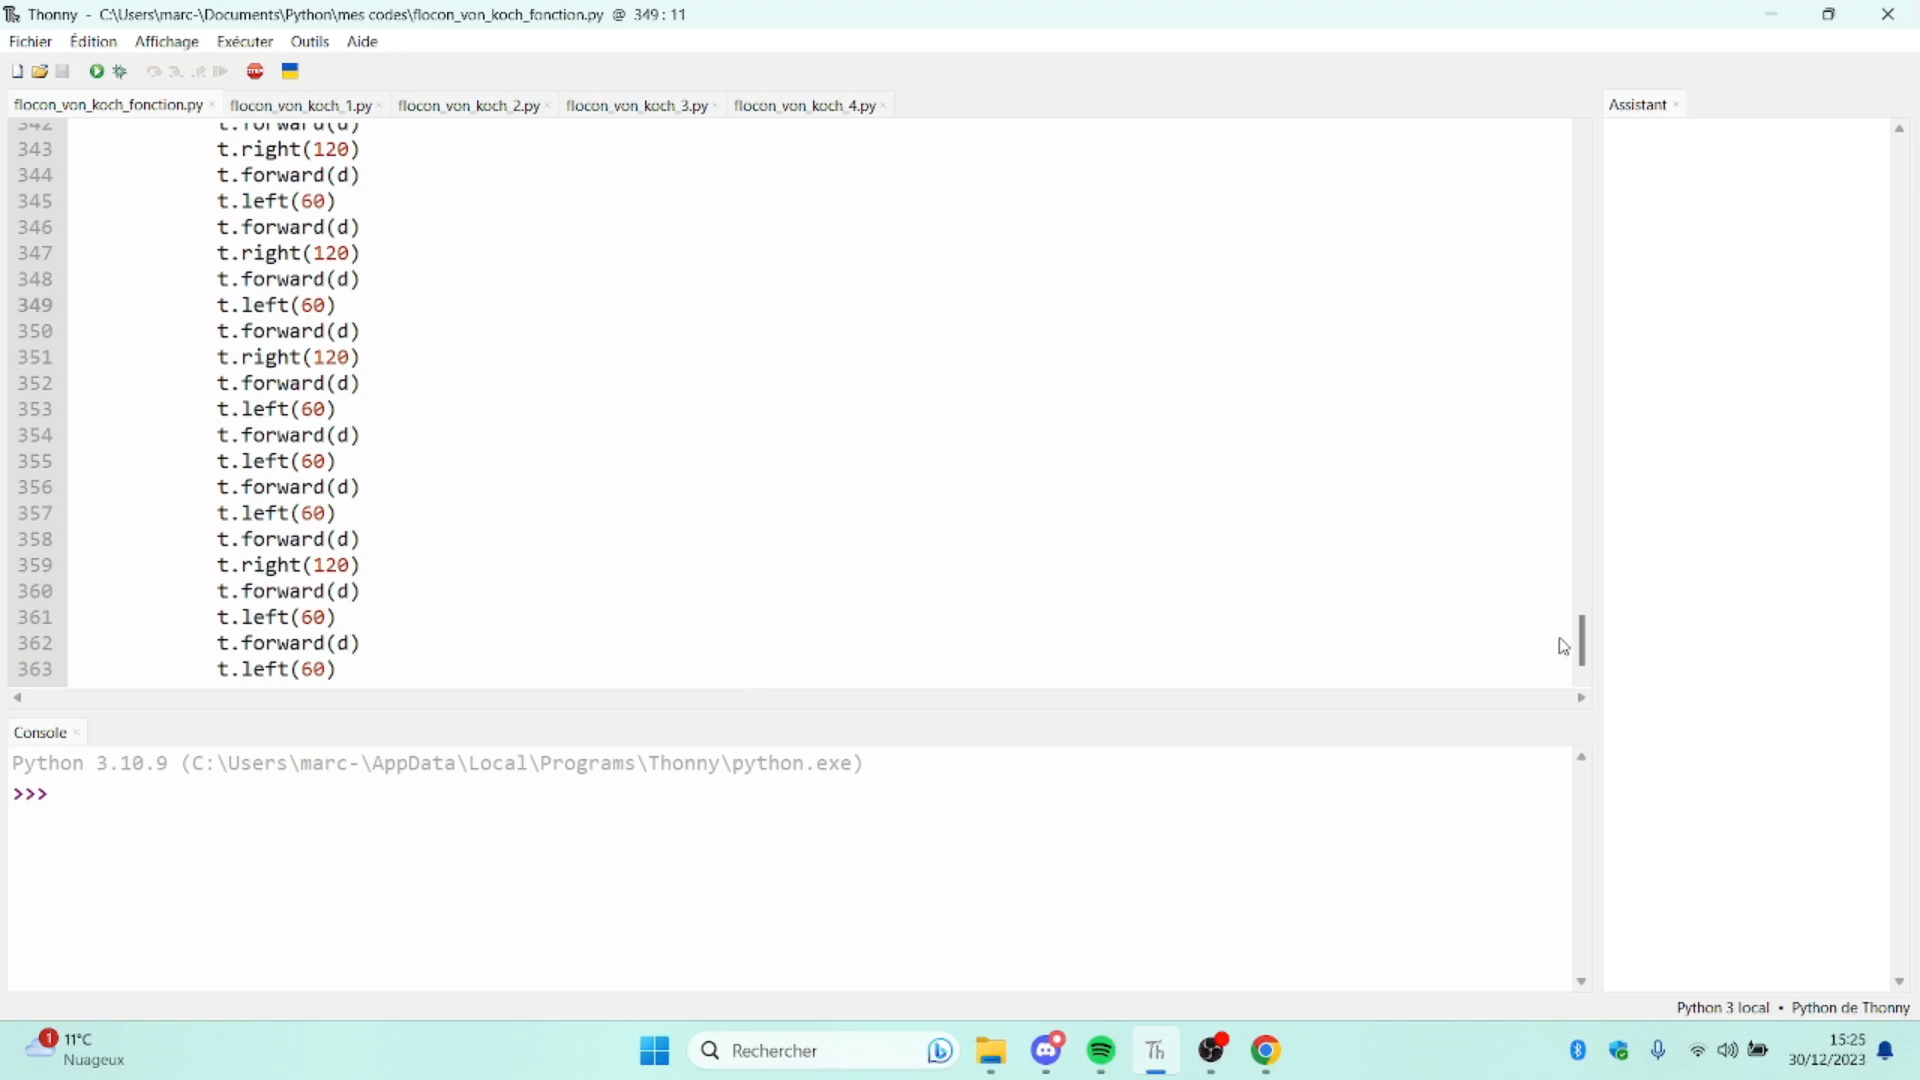 Thonny - C:\Users\marc-\Documents\Python\mes codes\flocon_von_koch_fonction.py @ 349 : 11
Fichier Édition Affichage Exécuter Outils Aide
flocon_von_koch_fonction.py × flocon_von_koch_1.py × flocon_von_koch_2.py × flocon_von_koch_3.py × flocon_von_koch_4.py ×
Assistant ×
342 t.forward(d)
343 t.right(120)
344 t.forward(d)
345 t.left(60)
346 t.forward(d)
347 t.right(120)
348 t.forward(d)
349 t.left(60)
350 t.forward(d)
351 t.right(120)
352 t.forward(d)
353 t.left(60)
354 t.forward(d)
355 t.left(60)
356 t.forward(d)
357 t.left(60)
358 t.forward(d)
359 t.right(120)
360 t.forward(d)
361 t.left(60)
362 t.forward(d)
363 t.left(60)
Console ×
Python 3.10.9 (C:\Users\marc-\AppData\Local\Programs\Thonny\python.exe)
>>>
Python 3 local • Python de Thonny
1 11°C
Nuageux
Rechercher
Th
15:25
30/12/2023